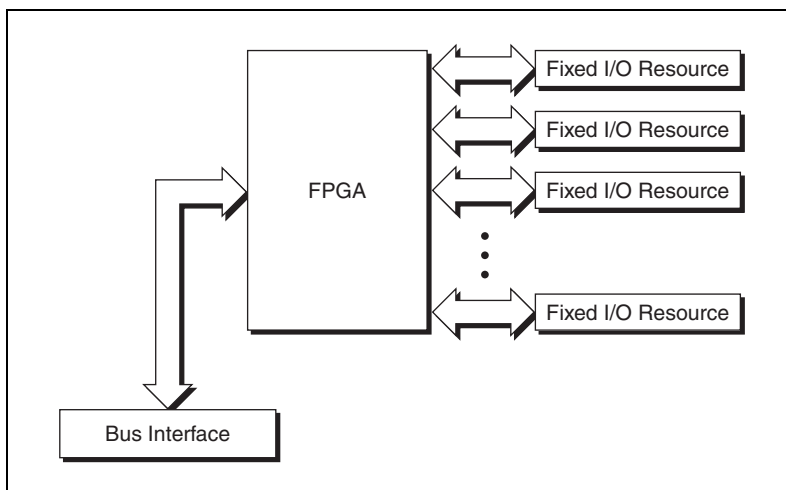 Fixed I/O Resource
Fixed I/O Resource
FPGA
Fixed I/O Resource
Fixed I/O Resource
Bus Interface